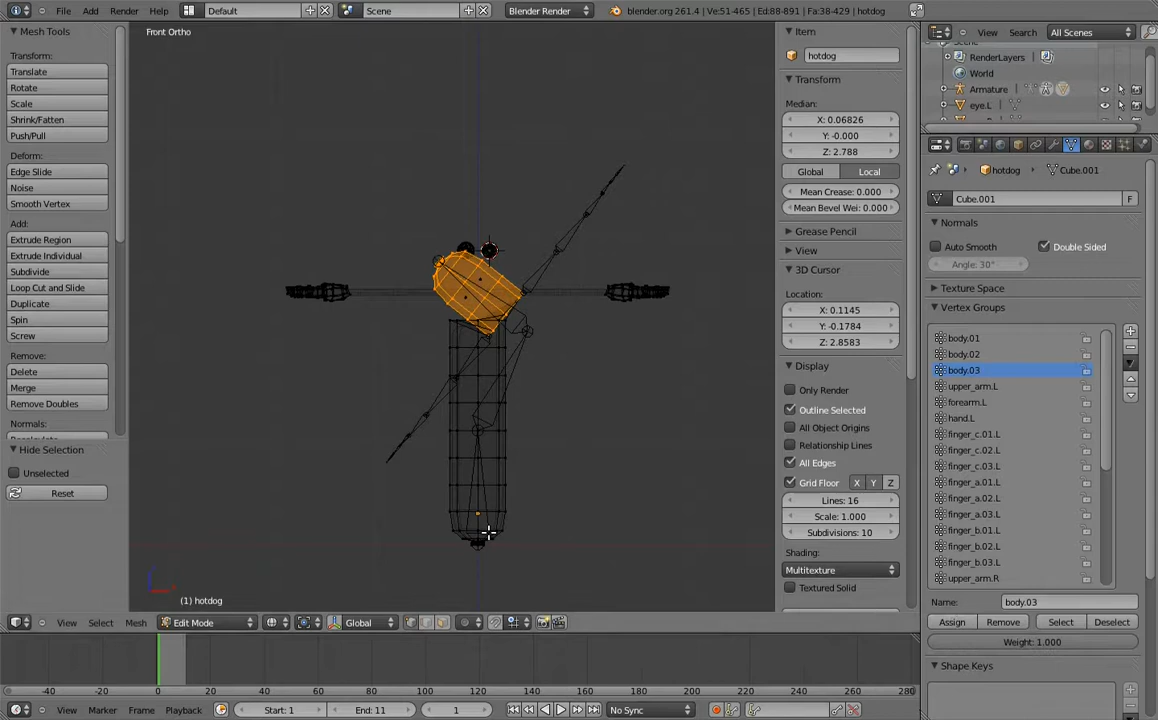 File
Add
Render
Help
Default
Scene
Blender Render
blender.org 261.4 | Ve:51-465 | Ed:88-891 | Fa:38-429 | hotdog
Mesh Tools
Transform:
Translate
Rotate
Scale
Shrink/Fatten
Push/Pull
Deform:
Edge Slide
Noise
Smooth Vertex
Add:
Extrude Region
Extrude Individual
Subdivide
Loop Cut and Slide
Duplicate
Spin
Screw
Remove:
Delete
Merge
Remove Doubles
Normals:
Hide Selection
Unselected
Reset
Front Ortho
(1) hotdog
View
Select
Mesh
Edit Mode
Global
Item
hotdog
Transform
Median:
X: 0.06826
Y: -0.000
Z: 2.788
Global
Local
Mean Crease: 0.000
Mean Bevel Wei: 0.000
Grease Pencil
View
3D Cursor
Location:
X: 0.1145
Y: -0.1784
Z: 2.8583
Display
Only Render
Outline Selected
All Object Origins
Relationship Lines
All Edges
Grid Floor
X
Y
Z
Lines: 16
Scale: 1.000
Subdivisions: 10
Shading:
Multitexture
Textured Solid
View
Search
All Scenes
RenderLayers
World
Armature
eye.L
hotdog
Cube.001
Cube.001
F
Normals
Auto Smooth
Double Sided
Angle: 30°
Texture Space
Vertex Groups
body.01
body.02
body.03
upper_arm.L
forearm.L
hand.L
finger_c.01.L
finger_c.02.L
finger_c.03.L
finger_a.01.L
finger_a.02.L
finger_a.03.L
finger_b.01.L
finger_b.02.L
finger_b.03.L
upper_arm.R
Name:
body.03
Assign
Remove
Select
Deselect
Weight: 1.000
Shape Keys
-40
-20
0
20
40
60
80
100
120
140
160
180
200
220
240
260
280
View
Marker
Frame
Playback
Start: 1
End: 11
1
No Sync